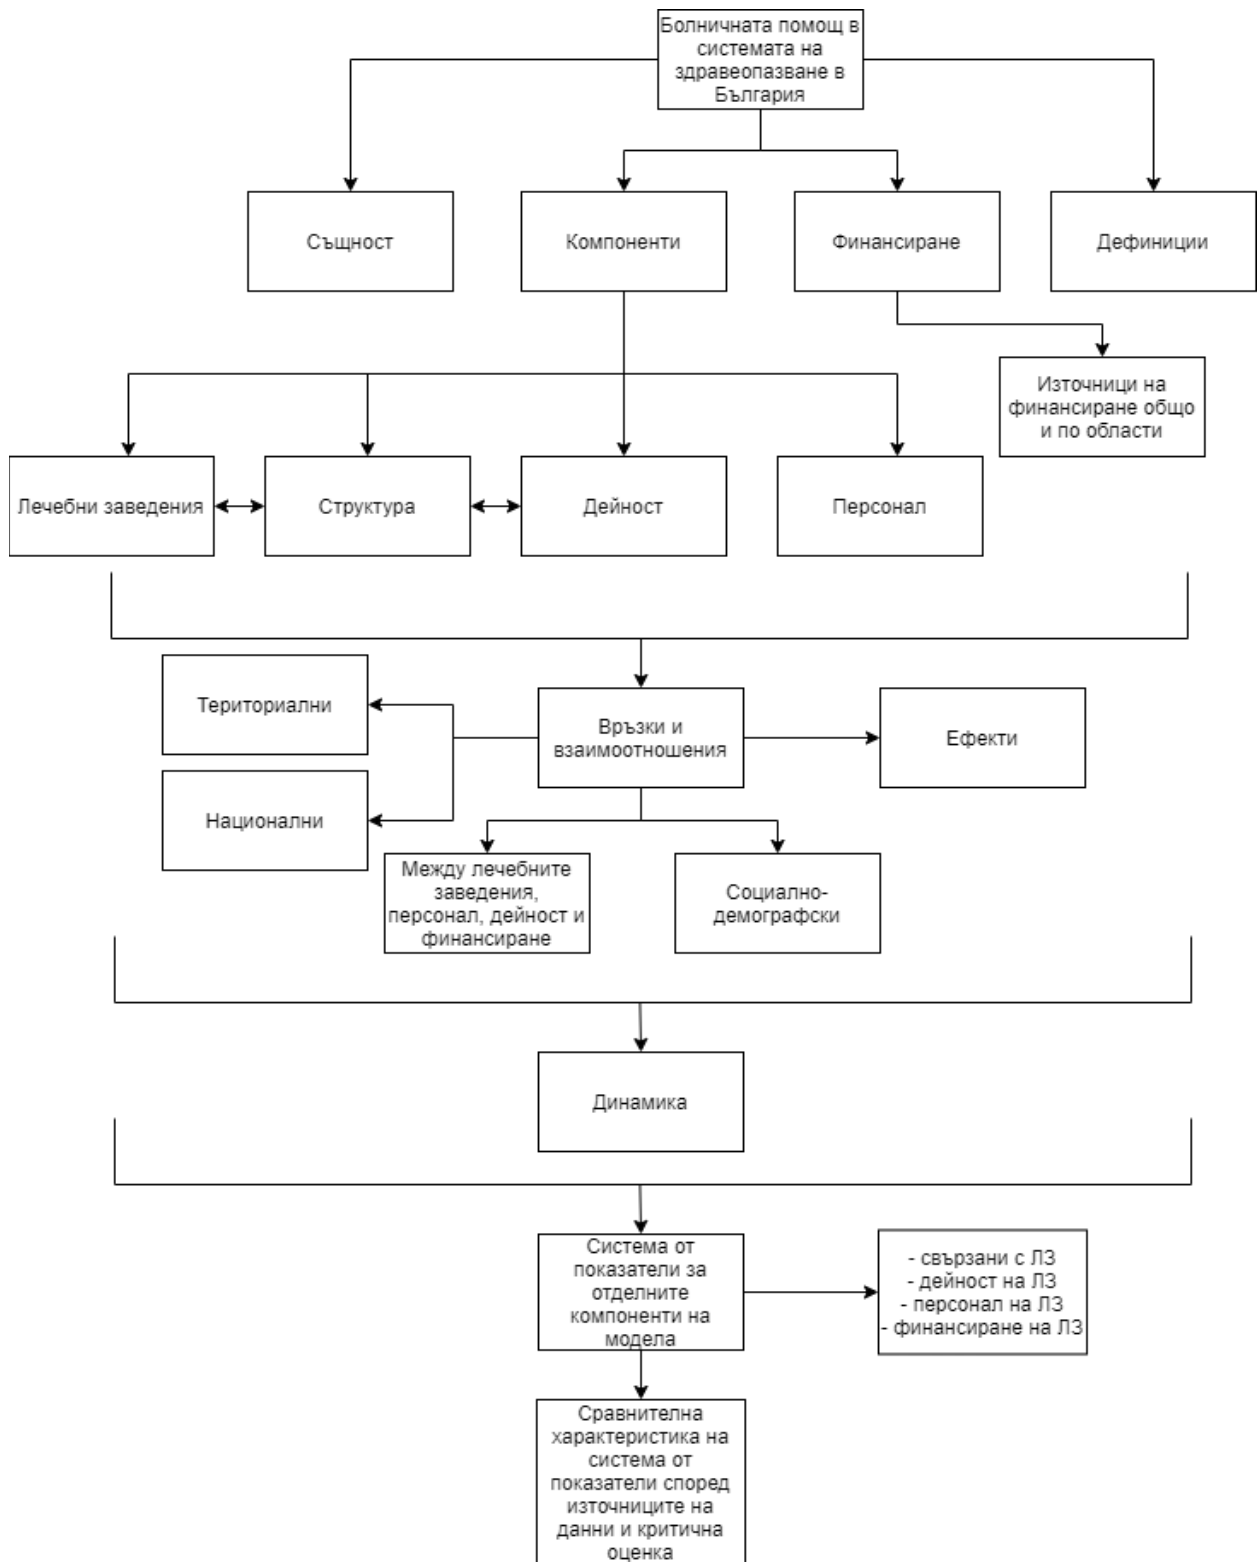 Болничната помощ в
системата на
здравеопазване в
България
Същност
Компоненти
Финансиране
Дефиниции
Източници на
финансиране общо
и по области
Лечебни заведения
Структура
Дейност
Персонал
Териториални
Връзки и
взаимоотношения
Ефекти
Национални
Между лечебните
заведения,
персонал, дейност и
финансиране
Социално-
демографски
Динамика
Система от
показатели за
отделните
компоненти на
модела
- свързани с ЛЗ
- дейност на ЛЗ
- персонал на ЛЗ
- финансиране на ЛЗ
Сравнителна
характеристика на
система от
показатели според
източниците на
данни и критична
оценка